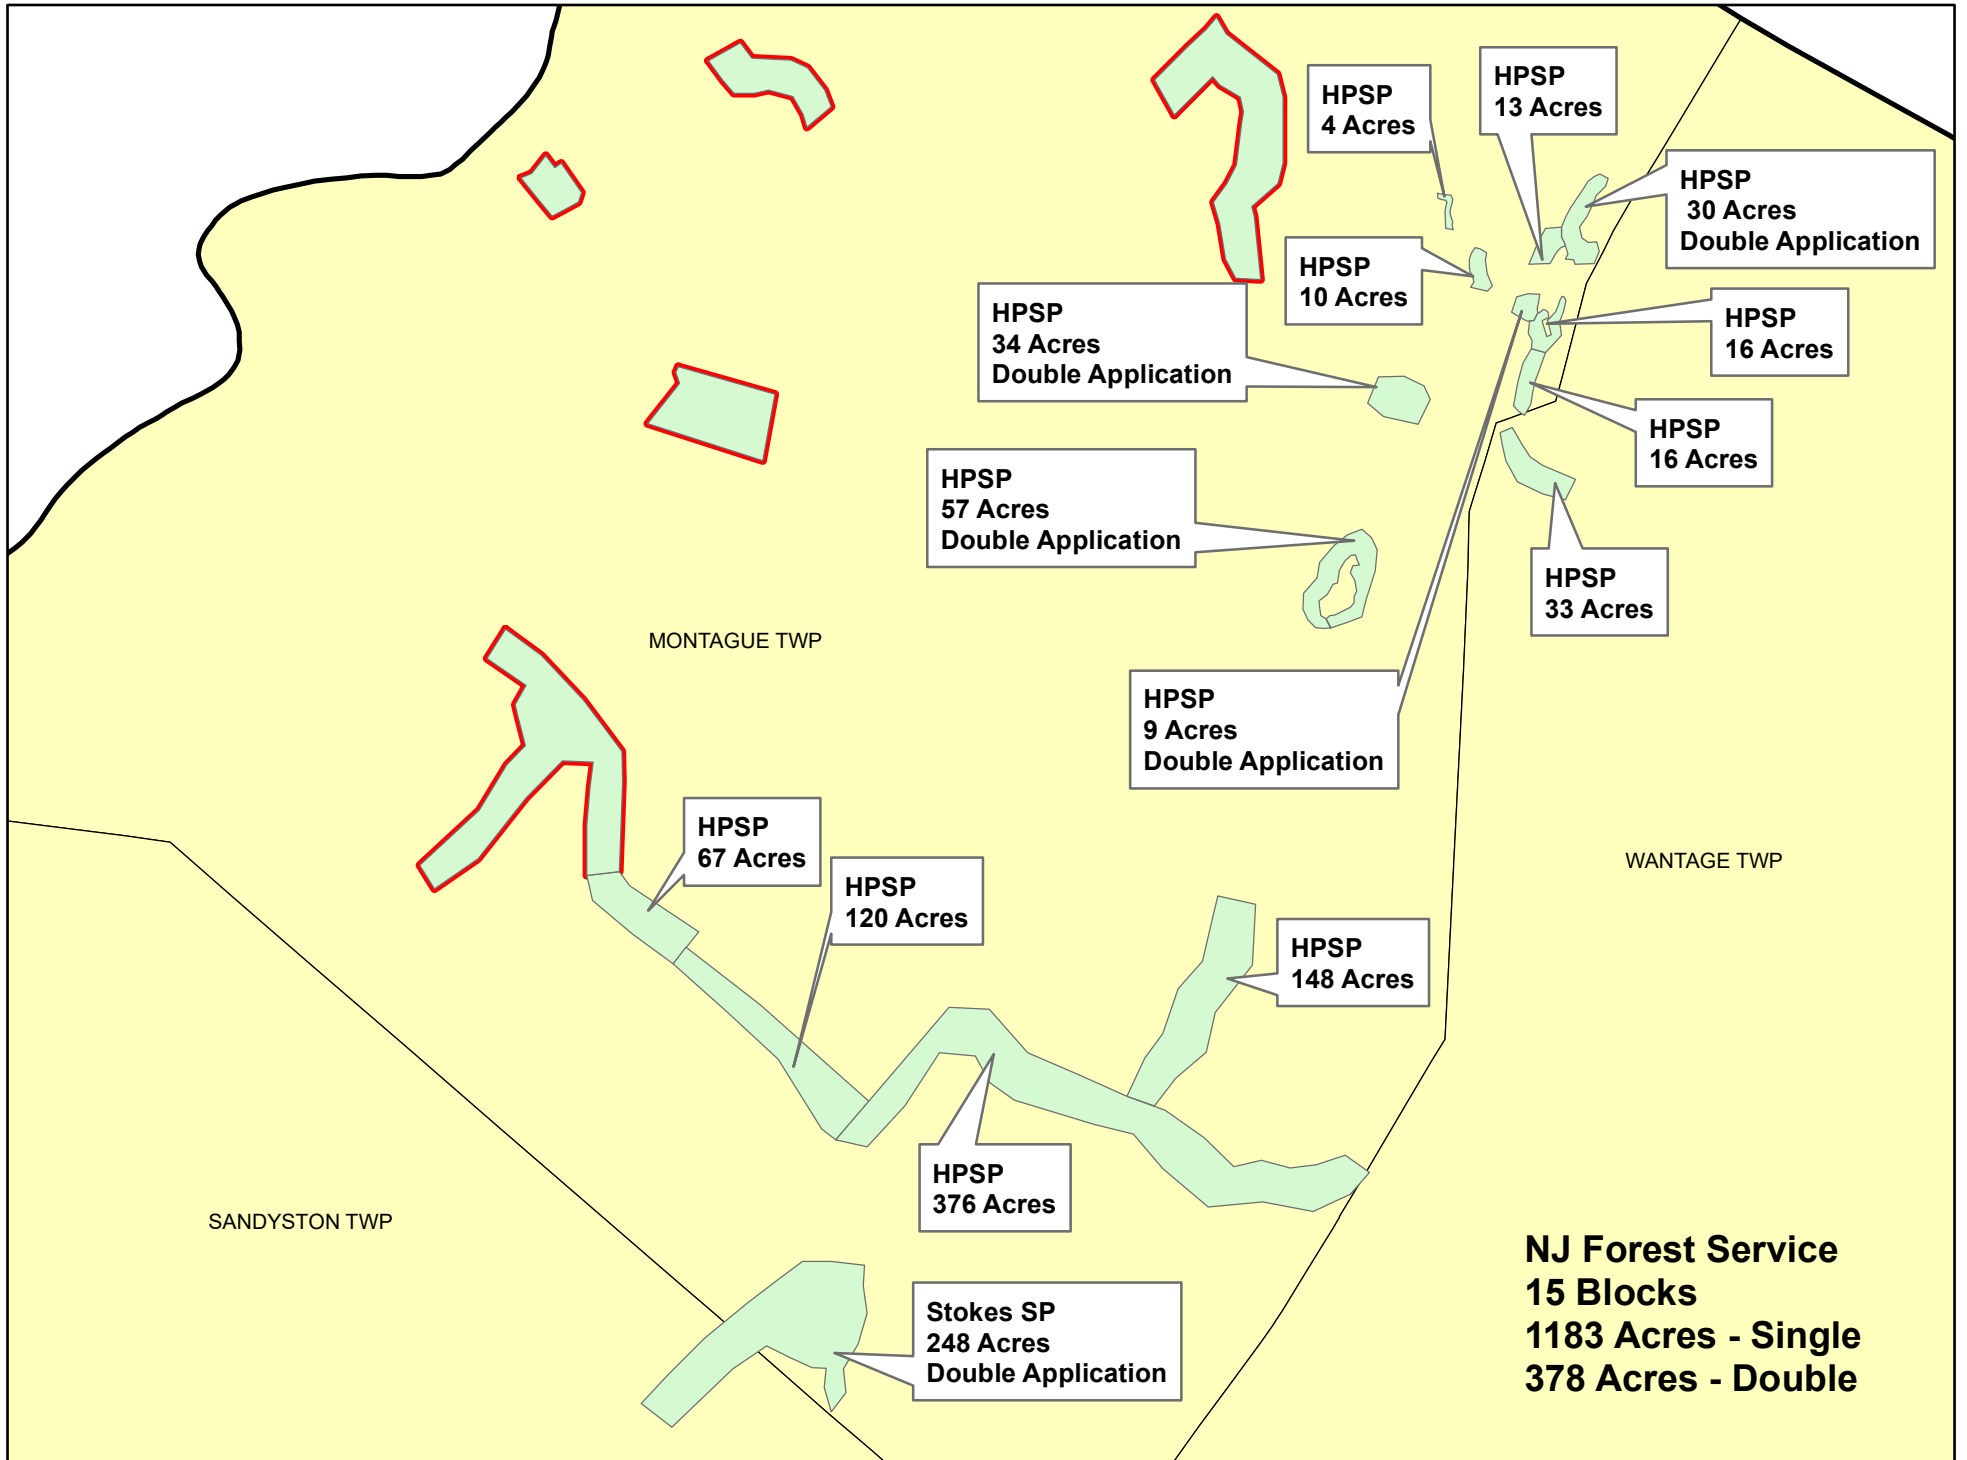 HPSP
4 Acres
HPSP
13 Acres
HPSP
30 Acres
Double Application
HPSP
10 Acres
HPSP
34 Acres
Double Application
HPSP
16 Acres
HPSP
16 Acres
HPSP
57 Acres
Double Application
HPSP
33 Acres
MONTAGUE TWP
HPSP
9 Acres
Double Application
HPSP
67 Acres
HPSP
120 Acres
WANTAGE TWP
HPSP
148 Acres
HPSP
376 Acres
SANDYSTON TWP
Stokes SP
248 Acres
Double Application
NJ Forest Service
15 Blocks
1183 Acres - Single
378 Acres - Double